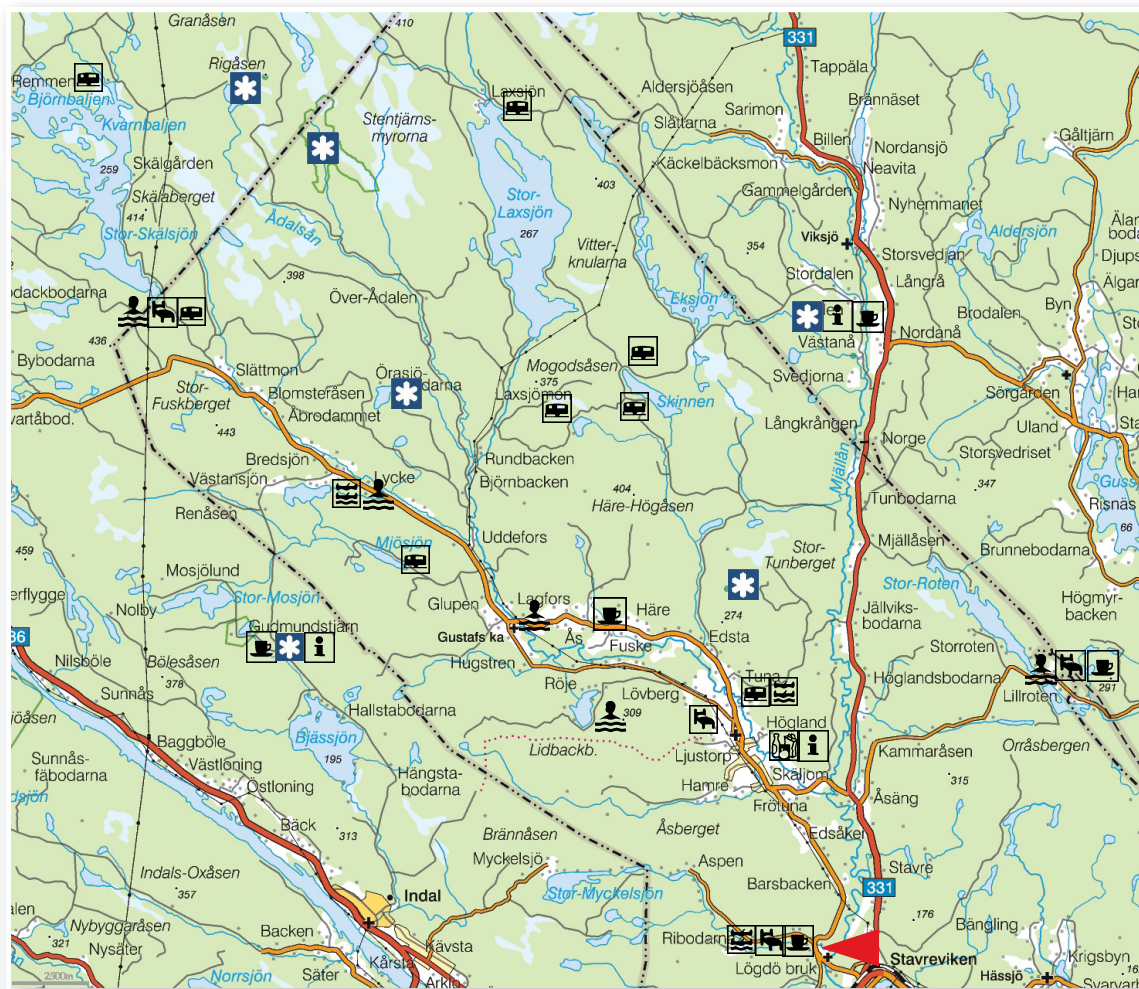 Granåsen
410
331
Rigåsen
Tappäla
Remmen
Björnbaljen
Laxsjön
Aldersjöåsen
Sarimon
Brännäset
Kvarnbaljen
Stentjärns-
myrorna
Slåttarna
Billen
Gåltjärn
Nordansjö
259
Skälgården
Käckelbäcksmon
Neavita
403
Gammelgården
Skälaberget
414
Stor-
Laxsjön
267
Nyhemmanet
Ådalsån
Stor-Skälsjön
Viksjö
354
Aldersjön
Vitter-
knularna
Storsvedjan
398
Stordalen
Långrå
Över-Ådalen
Eksjön
Byn
Brodalen
436
Västanå
Nordanå
Bybodarna
Slättmon
Mogodsåsen
375
Svedjorna
Stor-
Fuskberget
Blomsteråsen
Laxsjömon
Skinnen
Sörgården
Åbrodamnet
443
Långkrången
Uland
Norge
Storsvedriset
Bredsjön
Rundbacken
Västansjön
Lycke
Björnbacken
Mjällån
347
404
Häre-Högåsen
Tunbodarna
Risnäs
66
Renåsen
459
Mjösjön
Uddefors
Mjällåsen
Stor-
Tunberget
Brunnebodarna
Mosjölund
Stor-Roten
Stor-Mosjön
Nolby
Glupen
Lagfors
Häre
274
Jällviks-
bodarna
Högmyr-
backen
Gudmundstjärn
Gustafs ka
Ås
Edsta
Fuske
Storroten
Nilsböle
Bölesåsen
378
Hugstren
Röje
Lövberg
Tuna
Höglandsbodarna
291
Sunnås
Lillroten
Hallstabodarna
309
Högland
Baggböle
Bjässjön
195
Lidbackb.
Orråsbergen
Sunnås-
fäbodarna
Västloning
Ljustorp
Kammaråsen
Hängsta-
bodarna
Skäljom
315
Östloning
Hamre
Åsäng
Frötuna
Bäck
313
Brännåsen
Åsberget
Edsåker
Myckelsjö
Aspen
Stavre
Indals-Oxåsen
357
Indal
Stor-Myckelsjön
Barsbacken
331
176
Nybyggaråsen
Bängling
Backen
Ribodarna
321
Nysäter
Kävsta
Krigsbyn
Kårsta
Stavreviken
Norrsjön
Säter
Lögdö bruk
Hässjö
2500m